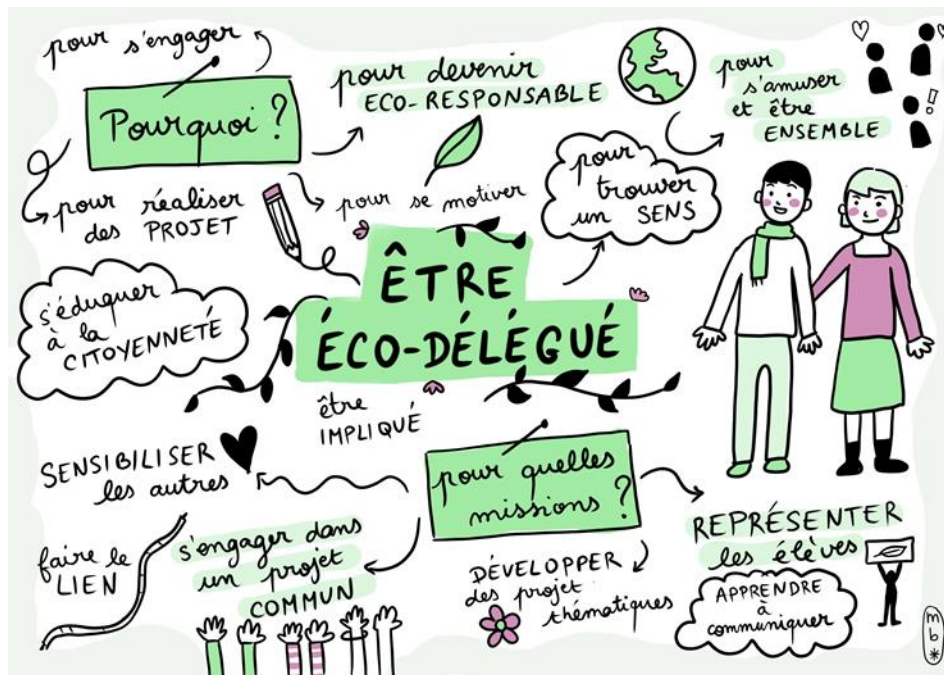 pour s'engager
Pourquoi ?
pour devenir
ECO-RESPONSABLE
pour
s'amuser
et être
ENSEMBLE
pour réaliser
des PROJET
pour se motiver
pour
trouver
un SENS
ÊTRE
ÉCO-DÉLÉGUÉ
s'éduquer
à la
CITOYENNETÉ
être
IMPLIQUÉ
SENSIBILISER
les autres
pour quelles
missions ?
faire le
LIEN
s'engager dans
un projet
COMMUN
DÉVELOPPER
des projet
thématiques
REPRÉSENTER
les élèves
APPRENDRE
à
communiquer
m
b
*